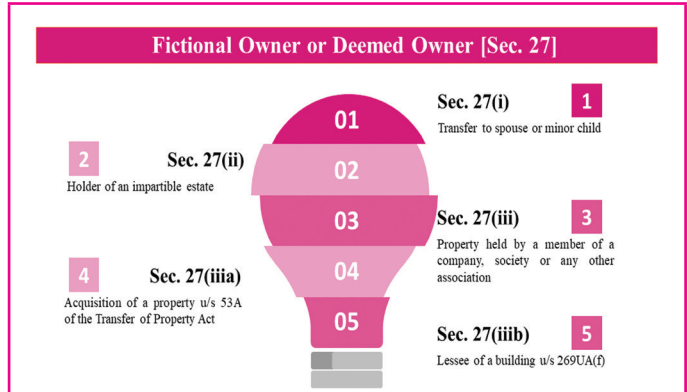 Fictional Owner or Deemed Owner [Sec. 27]
01
02
03
04
05
Sec. 27(i) 1
Transfer to spouse or minor child
2 Sec. 27(ii)
Holder of an impartible estate
Sec. 27(iii) 3
Property held by a member of a
company, society or any other
association
4 Sec. 27(iiia)
Acquisition of a property u/s 53A
of the Transfer of Property Act
Sec. 27(iiib) 5
Lessee of a building u/s 269UA(f)